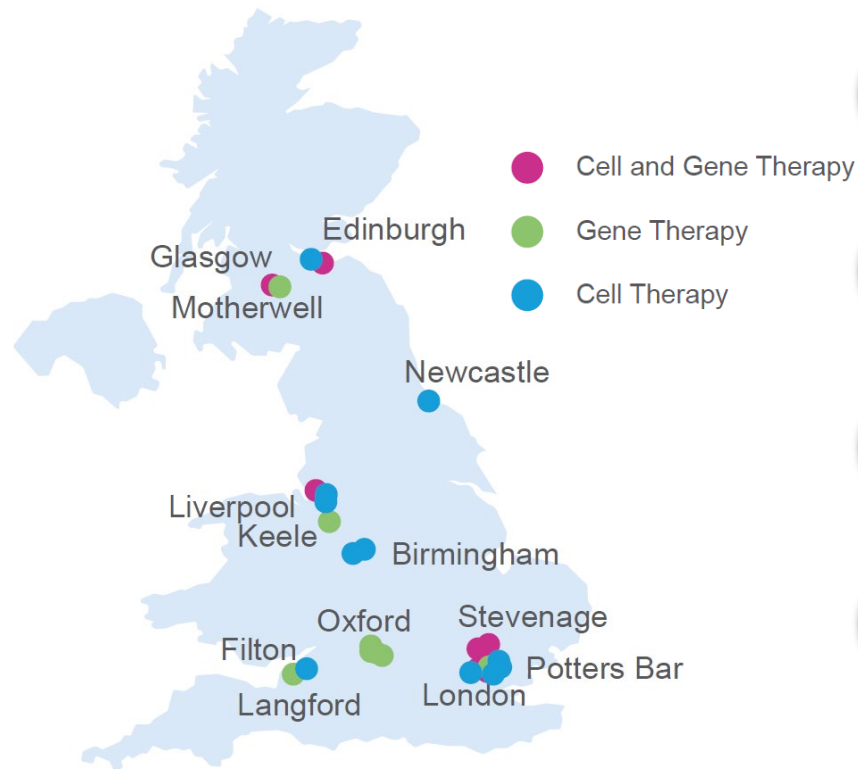 Cell and Gene Therapy
Edinburgh
Gene Therapy
Glasgow
Cell Therapy
Motherwell
Newcastle
Liverpool
Keele
Birmingham
Oxford
Stevenage
Filton
Potters Bar
London
Langford